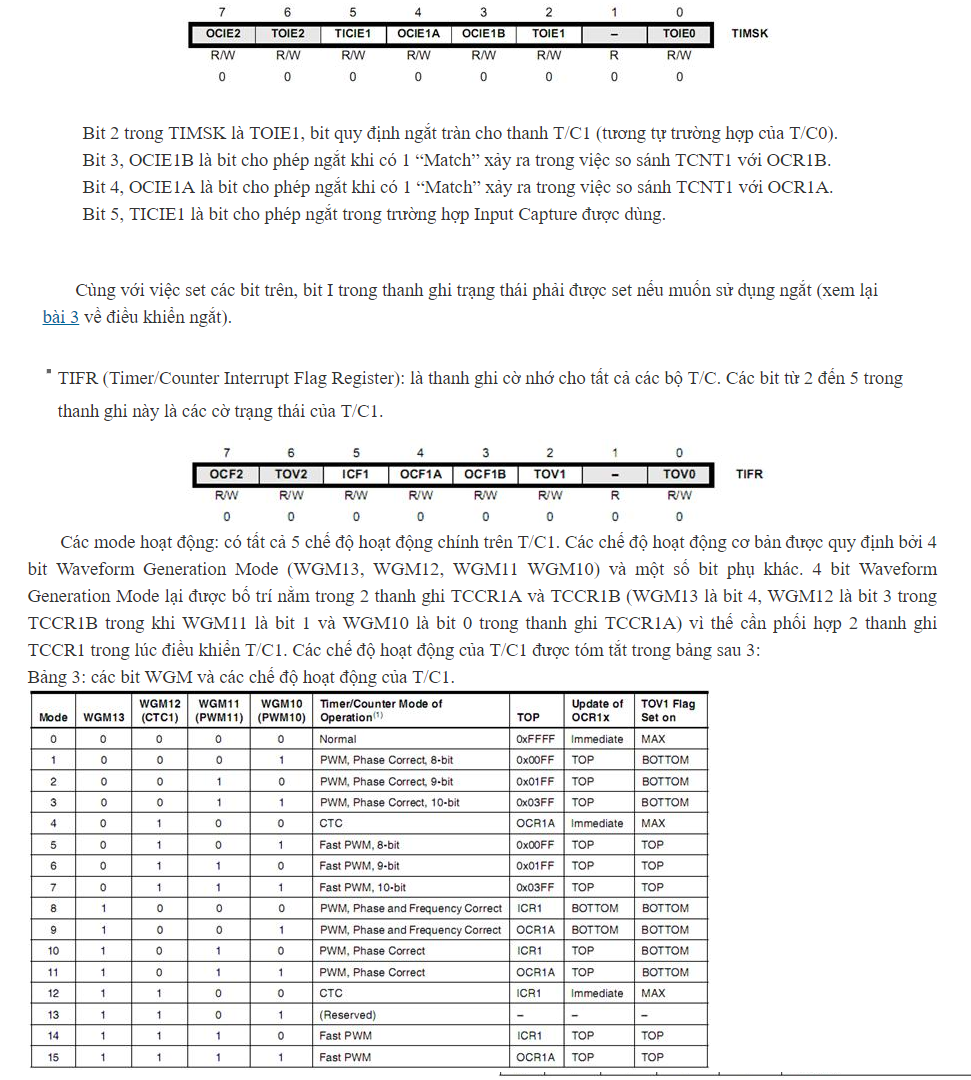 7 6 5 4 3 2 1 0
OCIE2 TOIE2 TICIE1 OCIE1A OCIE1B TOIE1 – TOIE0 TIMSK
R/W R/W R/W R/W R/W R/W R R/W
0 0 0 0 0 0 0 0
Bit 2 trong TIMSK là TOIE1, bit quy định ngắt tràn cho thanh T/C1 (tương tự trường hợp của T/C0).
Bit 3, OCIE1B là bit cho phép ngắt khi có 1 “Match” xảy ra trong việc so sánh TCNT1 với OCR1B.
Bit 4, OCIE1A là bit cho phép ngắt khi có 1 “Match” xảy ra trong việc so sánh TCNT1 với OCR1A.
Bit 5, TICIE1 là bit cho phép ngắt trong trường hợp Input Capture được dùng.
Cùng với việc set các bit trên, bit I trong thanh ghi trạng thái phải được set nếu muốn sử dụng ngắt (xem lại
bài 3 về điều khiển ngắt).
TIFR (Timer/Counter Interrupt Flag Register): là thanh ghi cờ nhớ cho tất cả các bộ T/C. Các bit từ 2 đến 5 trong
thanh ghi này là các cờ trạng thái của T/C1.
7 6 5 4 3 2 1 0
OCF2 TOV2 ICF1 OCF1A OCF1B TOV1 – TOV0 TIFR
R/W R/W R/W R/W R/W R/W R R/W
0 0 0 0 0 0 0 0
Các mode hoạt động: có tất cả 5 chế độ hoạt động chính trên T/C1. Các chế độ hoạt động cơ bản được quy định bởi 4
bit Waveform Generation Mode (WGM13, WGM12, WGM11 WGM10) và một số bit phụ khác. 4 bit Waveform
Generation Mode lại được bố trí nằm trong 2 thanh ghi TCCR1A và TCCR1B (WGM13 là bit 4, WGM12 là bit 3 trong
TCCR1B trong khi WGM11 là bit 1 và WGM10 là bit 0 trong thanh ghi TCCR1A) vì thế cần phối hợp 2 thanh ghi
TCCR1 trong lúc điều khiển T/C1. Các chế độ hoạt động của T/C1 được tóm tắt trong bảng sau 3:
Bảng 3: các bit WGM và các chế độ hoạt động của T/C1.
Mode WGM13 WGM12 (CTC1) WGM11 (PWM11) WGM10 (PWM10) Timer/Counter Mode of Operation(1) TOP Update of OCR1x TOV1 Flag Set on
0 0 0 0 0 Normal 0xFFFF Immediate MAX
1 0 0 0 1 PWM, Phase Correct, 8-bit 0x00FF TOP BOTTOM
2 0 0 1 0 PWM, Phase Correct, 9-bit 0x01FF TOP BOTTOM
3 0 0 1 1 PWM, Phase Correct, 10-bit 0x03FF TOP BOTTOM
4 0 1 0 0 CTC OCR1A Immediate MAX
5 0 1 0 1 Fast PWM, 8-bit 0x00FF TOP TOP
6 0 1 1 0 Fast PWM, 9-bit 0x01FF TOP TOP
7 0 1 1 1 Fast PWM, 10-bit 0x03FF TOP TOP
8 1 0 0 0 PWM, Phase and Frequency Correct ICR1 BOTTOM BOTTOM
9 1 0 0 1 PWM, Phase and Frequency Correct OCR1A BOTTOM BOTTOM
10 1 0 1 0 PWM, Phase Correct ICR1 TOP BOTTOM
11 1 0 1 1 PWM, Phase Correct OCR1A TOP BOTTOM
12 1 1 0 0 CTC ICR1 Immediate MAX
13 1 1 0 1 (Reserved) – – –
14 1 1 1 0 Fast PWM ICR1 TOP TOP
15 1 1 1 1 Fast PWM OCR1A TOP TOP